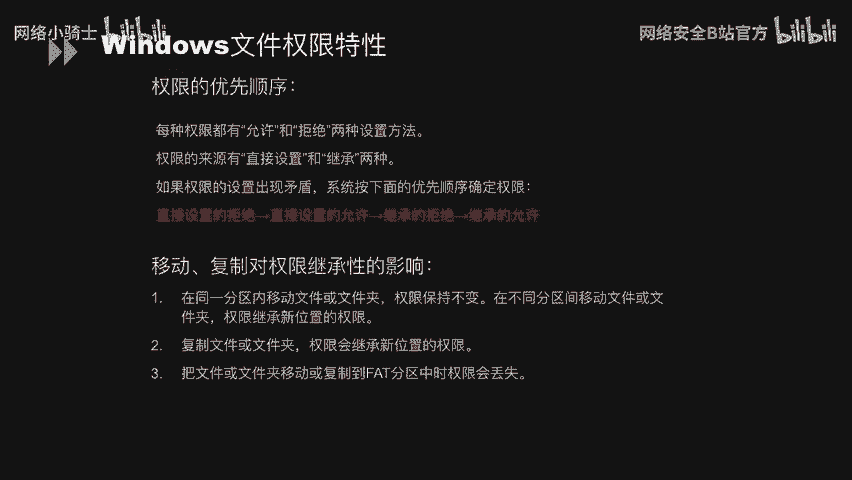 网络小骑士 bilibili
网络安全B站官方 bilibili
Windows文件权限特性
权限的优先顺序：
每种权限都有“允许”和“拒绝”两种设置方法。
权限的来源有“直接设置”和“继承”两种。
如果权限的设置出现矛盾，系统按下面的优先顺序确定权限：
直接设置的拒绝→直接设置的允许→继承的拒绝→继承的允许
移动、复制对权限继承性的影响：
1. 在同一分区内移动文件或文件夹，权限保持不变。在不同分区间移动文件或文
件夹，权限继承新位置的权限。
2. 复制文件或文件夹，权限会继承新位置的权限。
3. 把文件或文件夹移动或复制到FAT分区中时权限会丢失。